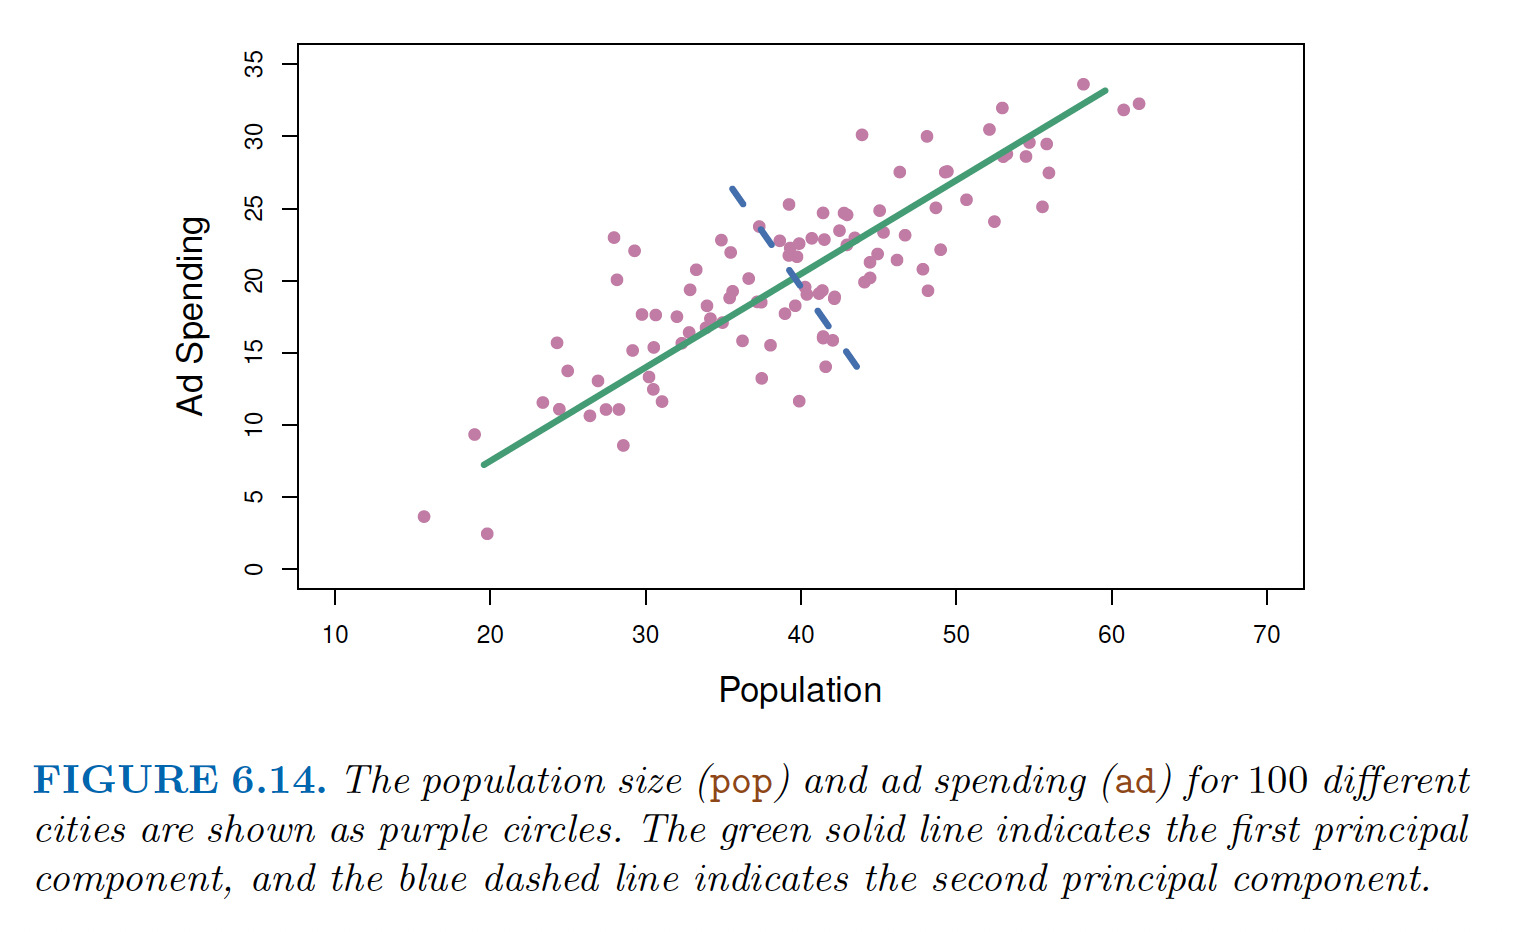 35
30
25
20
15
10
5
0
Ad Spending
10 20 30 40 50 60 70
Population
FIGURE 6.14. The population size (pop) and ad spending (ad) for 100 different
cities are shown as purple circles. The green solid line indicates the first principal
component, and the blue dashed line indicates the second principal component.